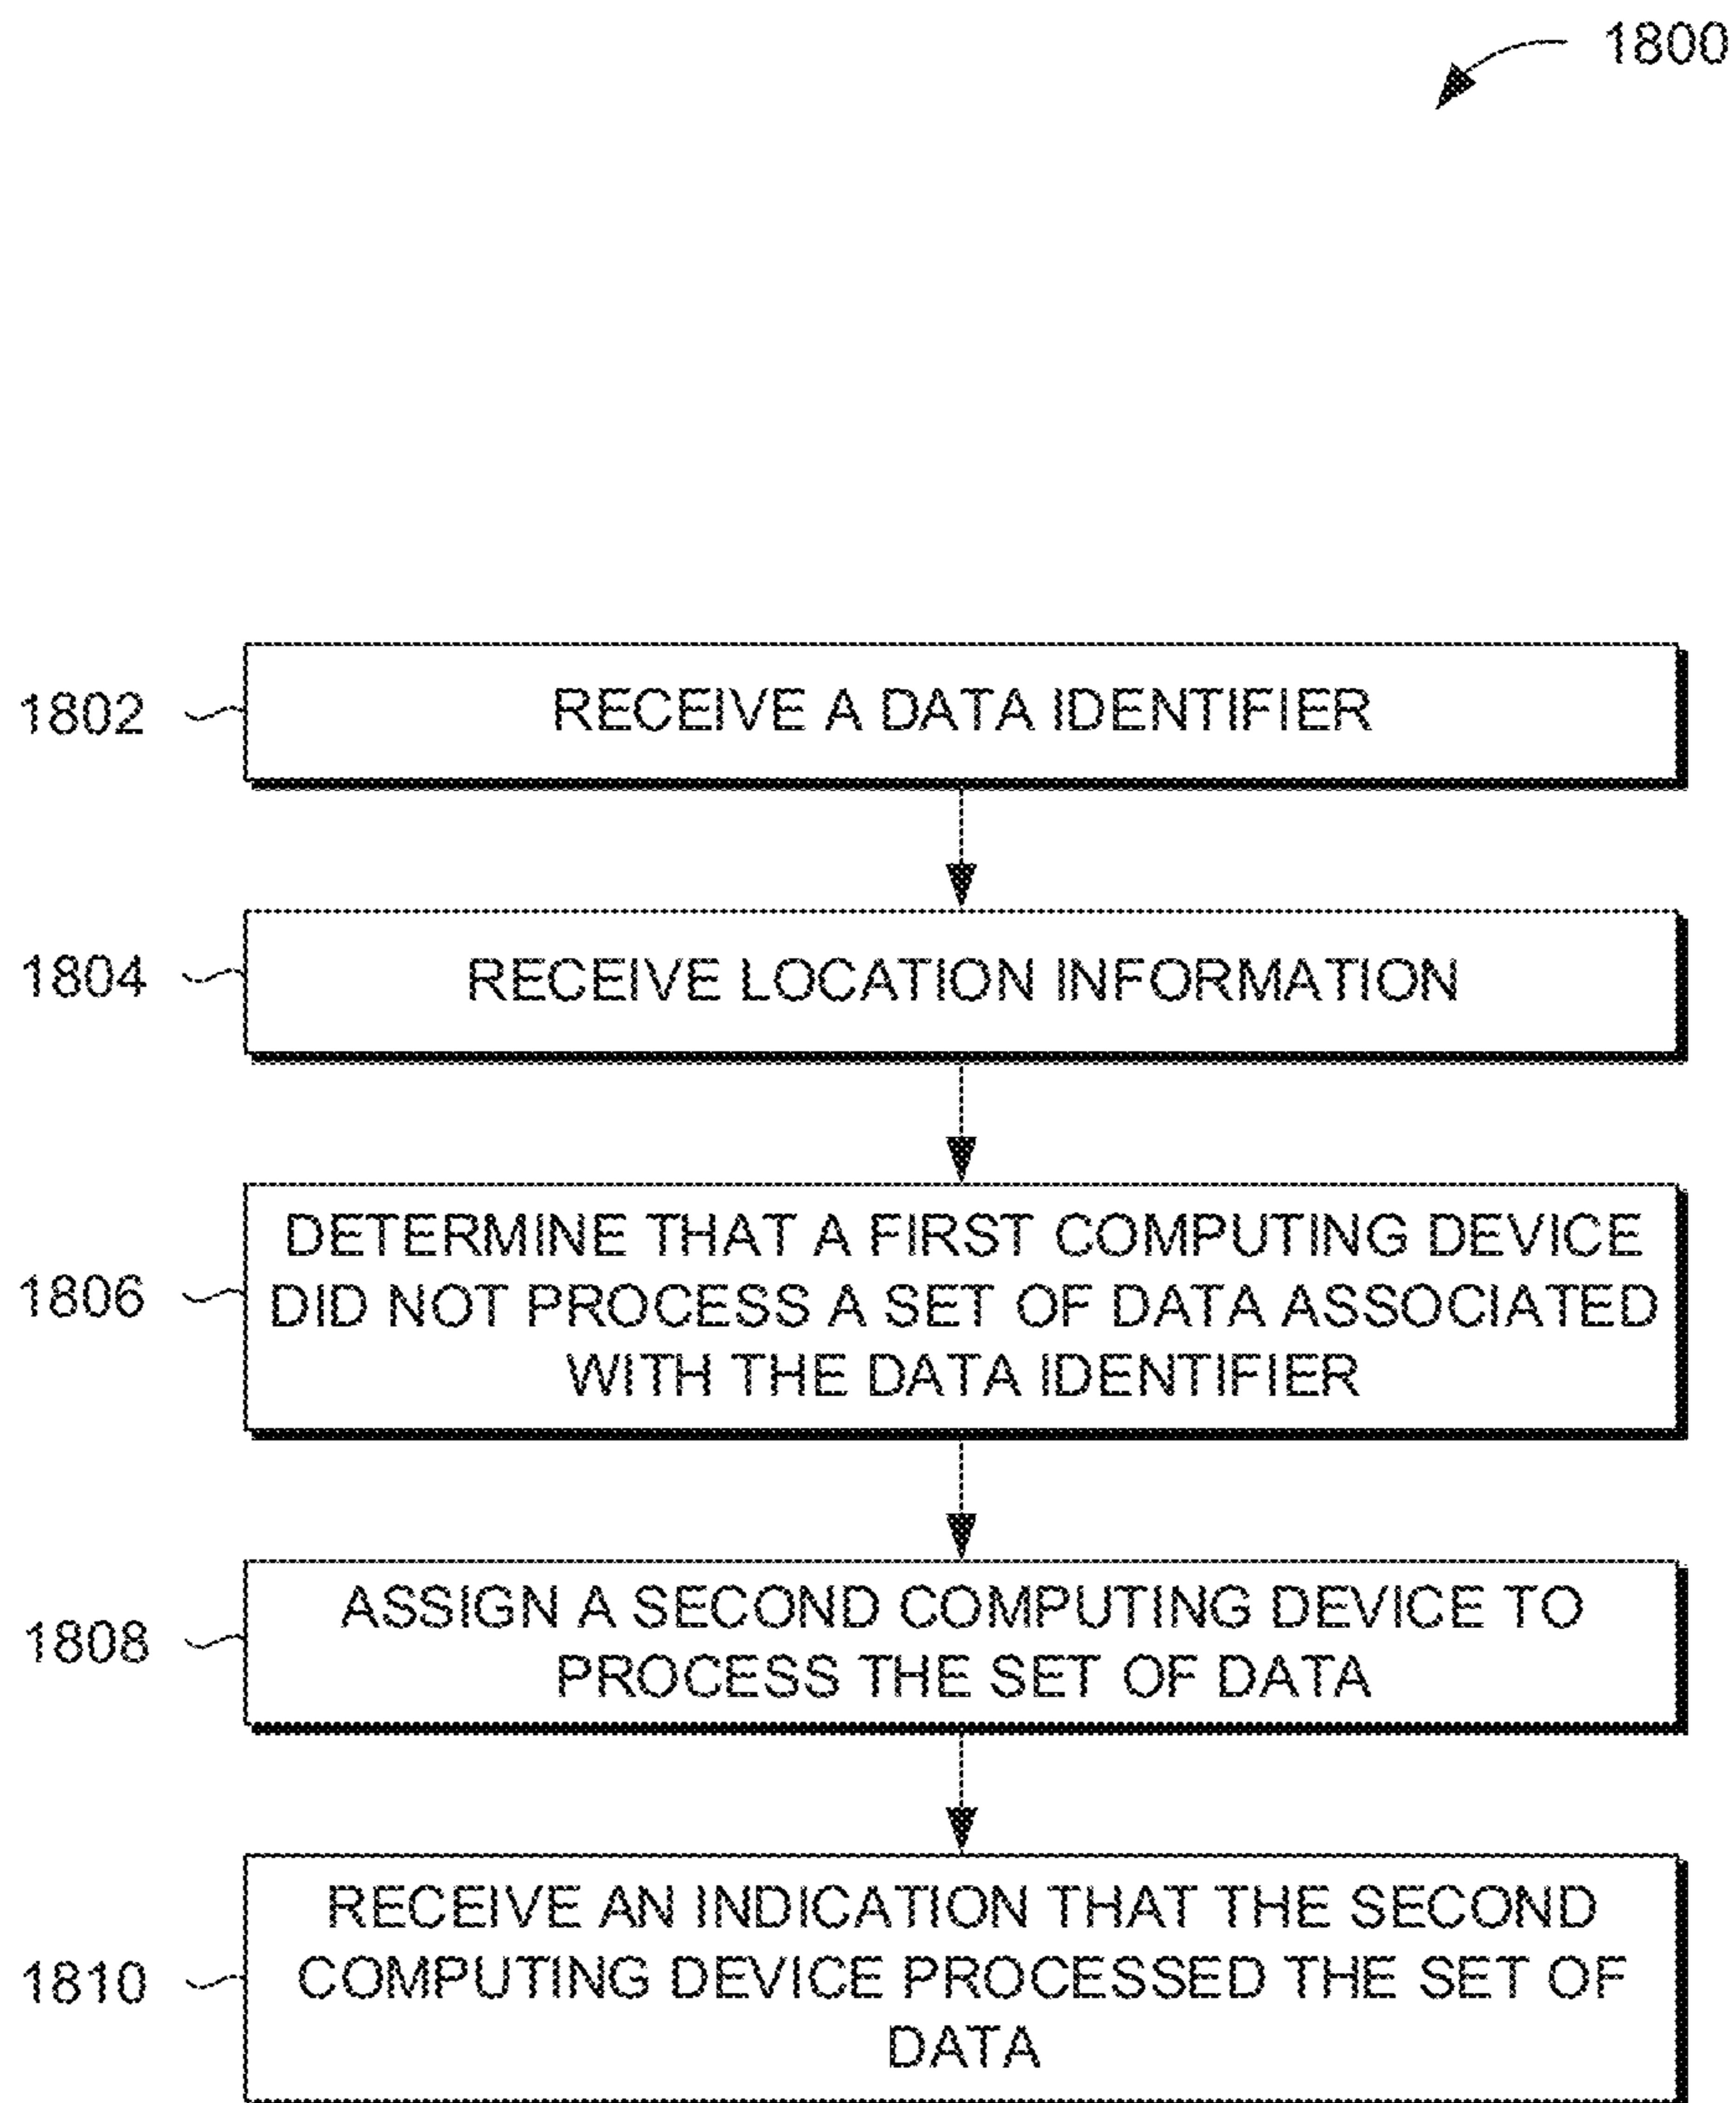 1800
1802
RECEIVE A DATA IDENTIFIER
1804
RECEIVE LOCATION INFORMATION
1806
DETERMINE THAT A FIRST COMPUTING DEVICE
DID NOT PROCESS A SET OF DATA ASSOCIATED
WITH THE DATA IDENTIFIER
1808
ASSIGN A SECOND COMPUTING DEVICE TO
PROCESS THE SET OF DATA
1810
RECEIVE AN INDICATION THAT THE SECOND
COMPUTING DEVICE PROCESSED THE SET OF
DATA